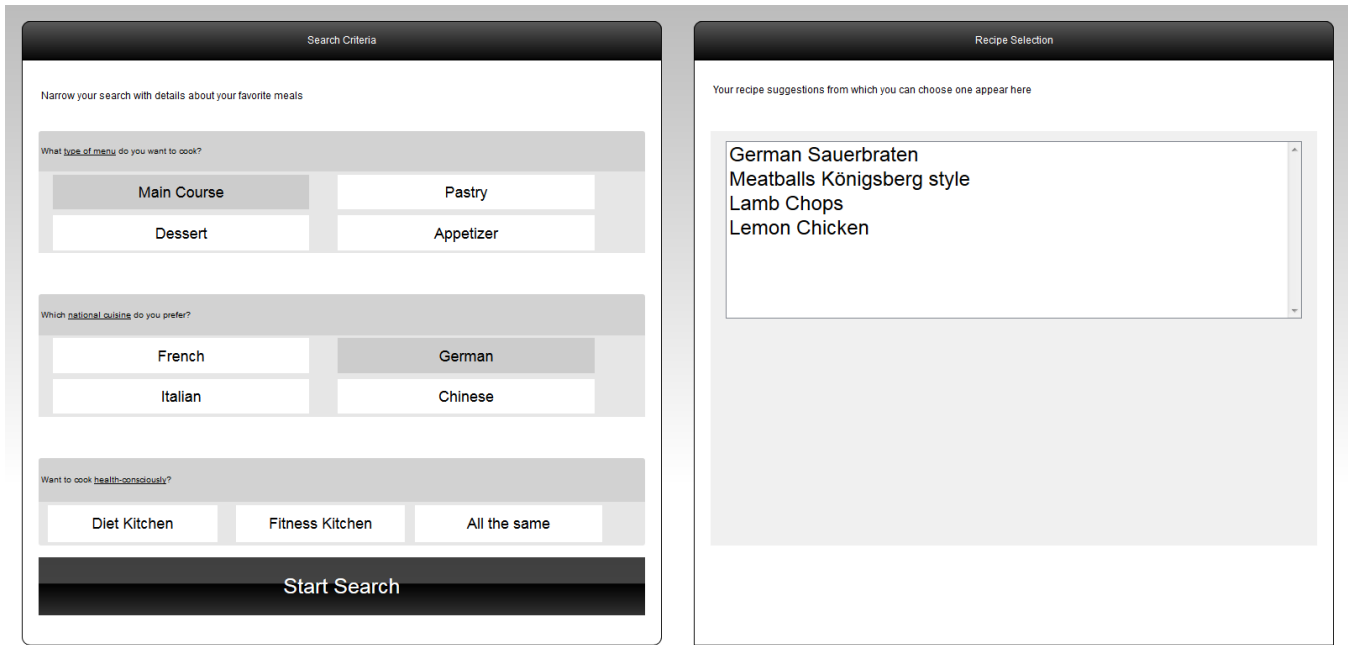 Search Criteria
Narrow your search with details about your favorite meals
What type of menu do you want to cook?
Main Course
Pastry
Dessert
Appetizer
Which national cuisine do you prefer?
French
German
Italian
Chinese
Want to cook health-consciously?
Diet Kitchen
Fitness Kitchen
All the same
Start Search
Recipe Selection
Your recipe suggestions from which you can choose one appear here
German Sauerbraten
Meatballs Königsberg style
Lamb Chops
Lemon Chicken